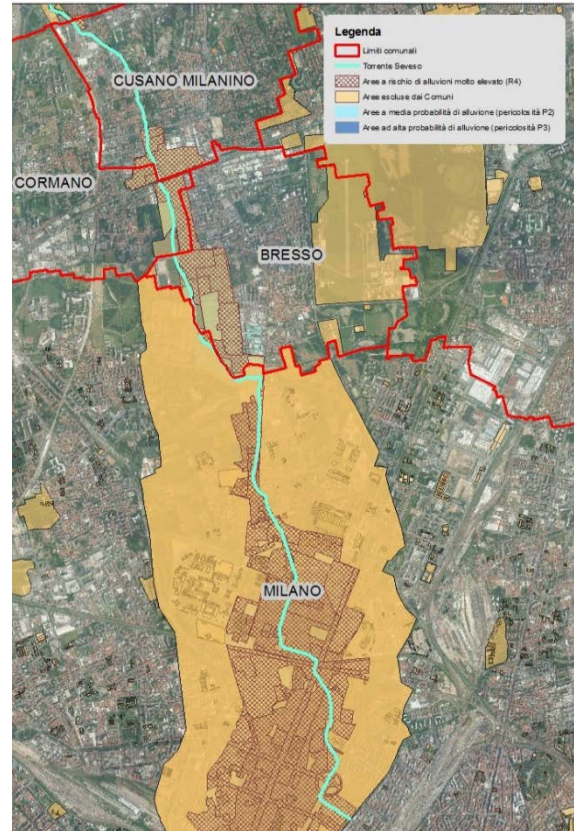 Legenda
Limiti comunali
Torrente Seveso
Aree a rischio di alluvioni molto elevato (R4)
Aree escluse dai Comuni
Aree a media probabilità di alluvione (pericolosità P2)
Aree ad alta probabilità di alluvione (pericolosità P3)
CUSANO MILANINO
CORMANO
BRESSO
MILANO